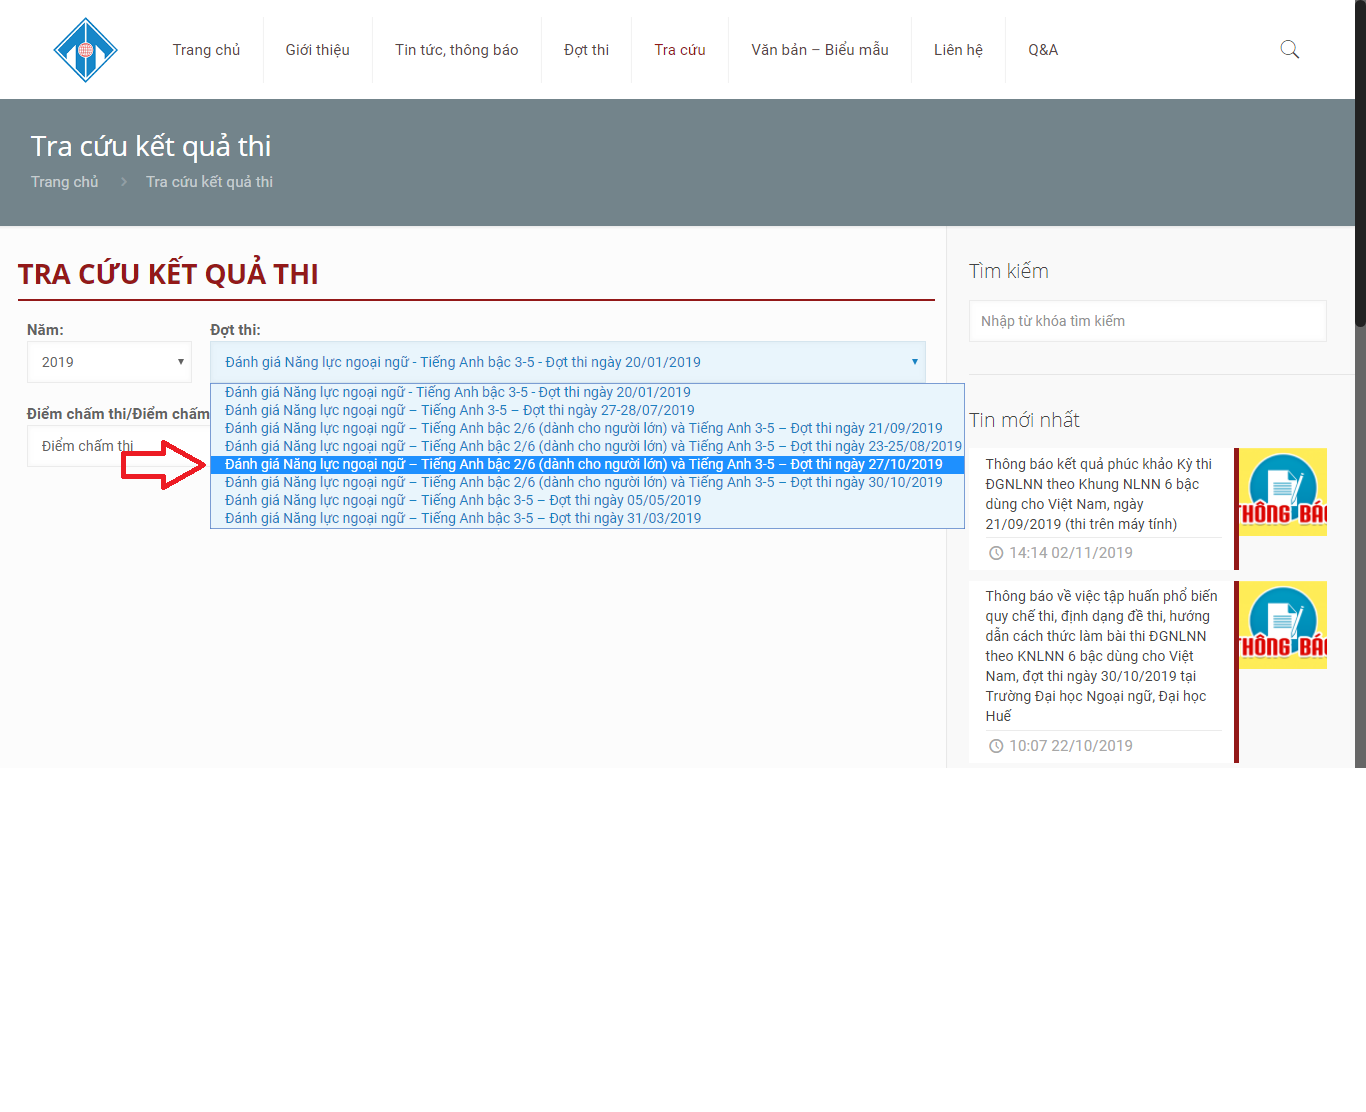 Trang chủ
Giới thiệu
Tin tức, thông báo
Đợt thi
Tra cứu
Văn bản – Biểu mẫu
Liên hệ
Q&A
Tra cứu kết quả thi
Trang chủ
Tra cứu kết quả thi
TRA CỨU KẾT QUẢ THI
Năm:
2019
Đợt thi:
Đánh giá Năng lực ngoại ngữ - Tiếng Anh bậc 3-5 - Đợt thi ngày 20/01/2019
Đánh giá Năng lực ngoại ngữ - Tiếng Anh bậc 3-5 - Đợt thi ngày 20/01/2019
Đánh giá Năng lực ngoại ngữ – Tiếng Anh 3-5 – Đợt thi ngày 27-28/07/2019
Đánh giá Năng lực ngoại ngữ – Tiếng Anh bậc 2/6 (dành cho người lớn) và Tiếng Anh 3-5 – Đợt thi ngày 21/09/2019
Đánh giá Năng lực ngoại ngữ – Tiếng Anh bậc 2/6 (dành cho người lớn) và Tiếng Anh 3-5 – Đợt thi ngày 23-25/08/2019
Đánh giá Năng lực ngoại ngữ – Tiếng Anh bậc 2/6 (dành cho người lớn) và Tiếng Anh 3-5 – Đợt thi ngày 27/10/2019
Đánh giá Năng lực ngoại ngữ – Tiếng Anh bậc 2/6 (dành cho người lớn) và Tiếng Anh 3-5 – Đợt thi ngày 30/10/2019
Đánh giá Năng lực ngoại ngữ – Tiếng Anh bậc 3-5 – Đợt thi ngày 05/05/2019
Đánh giá Năng lực ngoại ngữ – Tiếng Anh bậc 3-5 – Đợt thi ngày 31/03/2019
Điểm chấm thi/Điểm chấm
Điểm chấm thi
Tìm kiếm
Nhập từ khóa tìm kiếm
Tin mới nhất
Thông báo kết quả phúc khảo Kỳ thi
ĐGNLNN theo Khung NLNN 6 bậc
dùng cho Việt Nam, ngày
21/09/2019 (thi trên máy tính)
14:14 02/11/2019
THÔNG BÁO
Thông báo về việc tập huấn phổ biến
quy chế thi, định dạng đề thi, hướng
dẫn cách thức làm bài thi ĐGNLNN
theo KNLNN 6 bậc dùng cho Việt
Nam, đợt thi ngày 30/10/2019 tại
Trường Đại học Ngoại ngữ, Đại học
Huế
10:07 22/10/2019
THÔNG BÁO